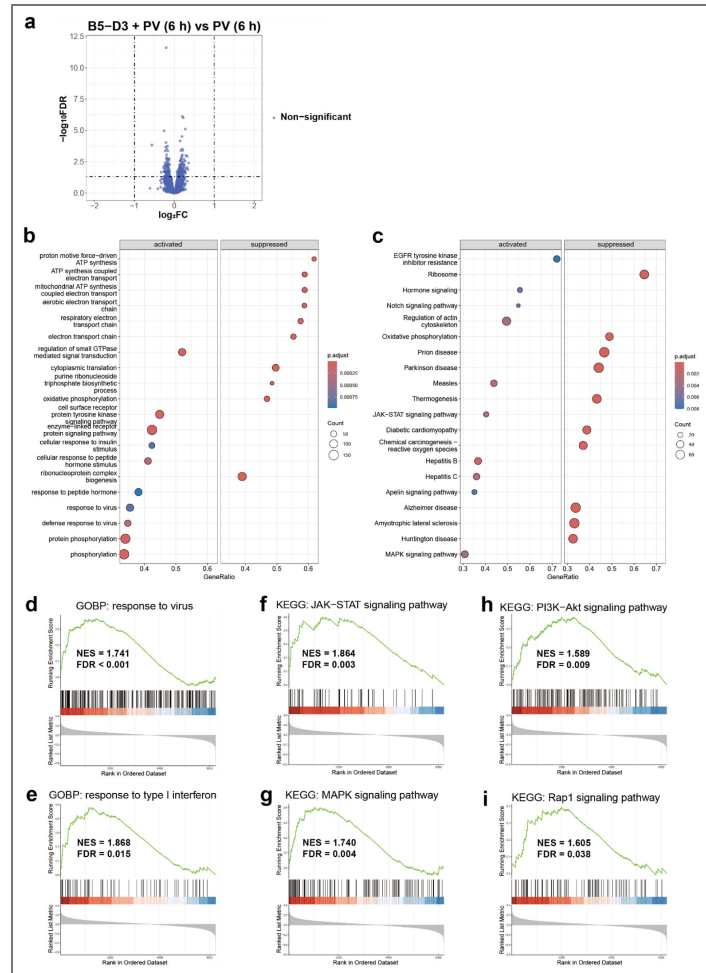 a
B5−D3 + PV (6 h) vs PV (6 h)
12.5
10.0
7.5
5.0
2.5
0.0
−log₁₀FDR
−2
−1
0
1
2
log₂FC
Non−significant
b
activated
suppressed
proton motive force−driven
ATP synthesis
ATP synthesis coupled
electron transport
mitochondrial ATP synthesis
coupled electron transport
aerobic electron transport
chain
respiratory electron
transport chain
electron transport chain
regulation of small GTPase
mediated signal transduction
cytoplasmic translation
purine ribonucleoside
triphosphate biosynthetic
process
oxidative phosphorylation
cell surface receptor
protein tyrosine kinase
signaling pathway
enzyme−linked receptor
protein signaling pathway
cellular response to insulin
stimulus
cellular response to peptide
hormone stimulus
ribonucleoprotein complex
biogenesis
response to peptide hormone
response to virus
defense response to virus
protein phosphorylation
phosphorylation
0.4
0.5
0.6
0.4
0.5
0.6
GeneRatio
p.adjust
0.00025
0.00050
0.00075
Count
50
100
150
c
activated
suppressed
EGFR tyrosine kinase
inhibitor resistance
Ribosome
Hormone signaling
Notch signaling pathway
Regulation of actin
cytoskeleton
Oxidative phosphorylation
Prion disease
Parkinson disease
Measles
Thermogenesis
JAK−STAT signaling pathway
Diabetic cardiomyopathy
Chemical carcinogenesis −
reactive oxygen species
Hepatitis B
Hepatitis C
Apelin signaling pathway
Alzheimer disease
Amyotrophic lateral sclerosis
Huntington disease
MAPK signaling pathway
0.3
0.4
0.5
0.6
0.7
0.3
0.4
0.5
0.6
0.7
GeneRatio
p.adjust
0.002
0.004
0.006
Count
20
40
60
d
GOBP: response to virus
Running Enrichment Score
NES = 1.741
FDR < 0.001
Ranked List Metric
Rank in Ordered Dataset
f
KEGG: JAK−STAT signaling pathway
Running Enrichment Score
NES = 1.864
FDR = 0.003
Ranked List Metric
Rank in Ordered Dataset
h
KEGG: PI3K−Akt signaling pathway
Running Enrichment Score
NES = 1.589
FDR = 0.009
Ranked List Metric
Rank in Ordered Dataset
e
GOBP: response to type I interferon
Running Enrichment Score
NES = 1.868
FDR = 0.015
Ranked List Metric
Rank in Ordered Dataset
g
KEGG: MAPK signaling pathway
Running Enrichment Score
NES = 1.740
FDR = 0.004
Ranked List Metric
Rank in Ordered Dataset
i
KEGG: Rap1 signaling pathway
Running Enrichment Score
NES = 1.605
FDR = 0.038
Ranked List Metric
Rank in Ordered Dataset